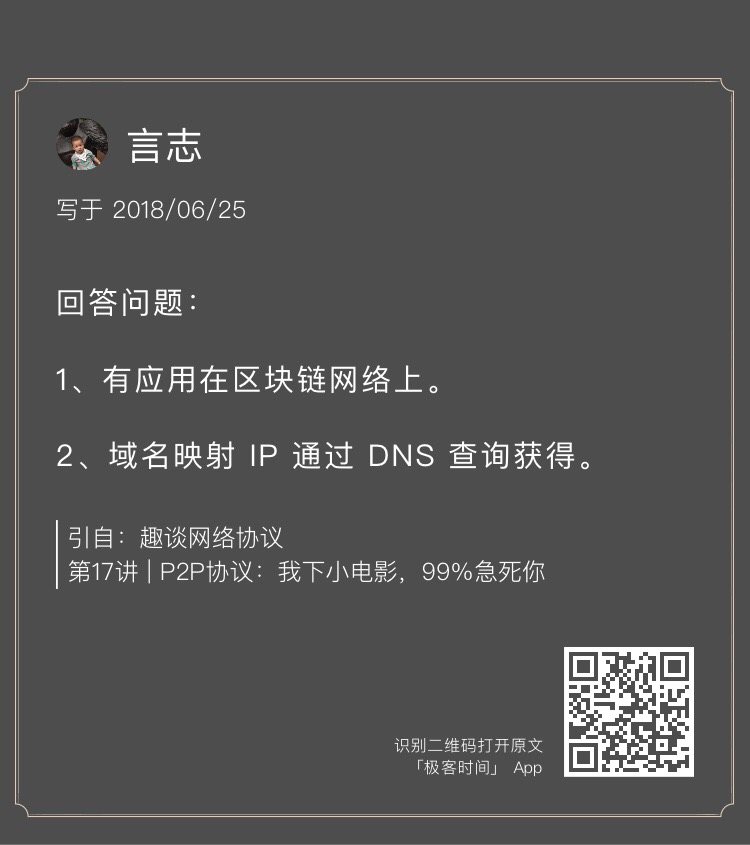 言志
写于 2018/06/25
回答问题：
1、有应用在区块链网络上。
2、域名映射 IP 通过 DNS 查询获得。
引自：趣谈网络协议
第17讲 | P2P协议：我下小电影，99%急死你
识别二维码打开原文
「极客时间」 App